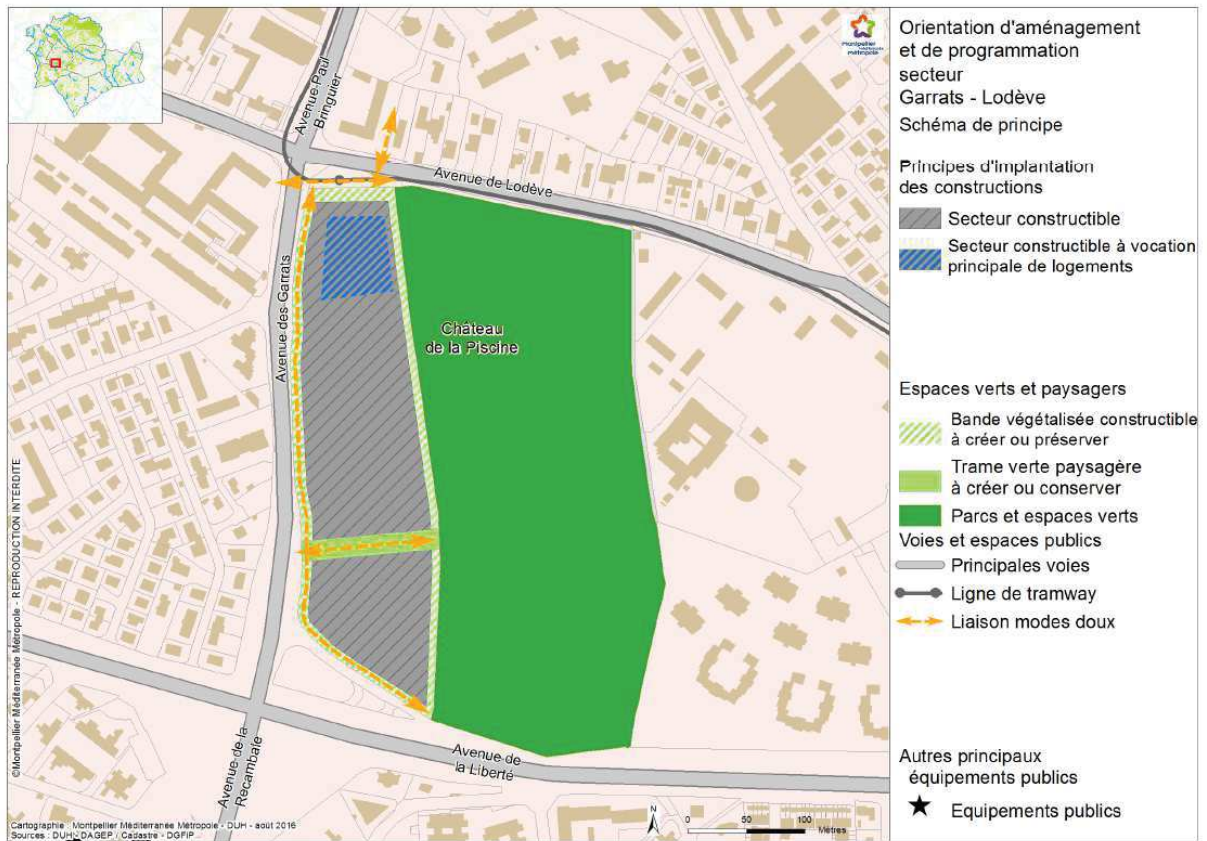 Orientation d'aménagement
et de programmation
secteur
Garrats - Lodève
Schéma de principe
Principes d'implantation
des constructions
Secteur constructible
Secteur constructible à vocation
principale de logements
Espaces verts et paysagers
Bande végétalisée constructible
à créer ou préserver
Trame verte paysagère
à créer ou conserver
Parcs et espaces verts
Voies et espaces publics
Principales voies
Ligne de tramway
Liaison modes doux
Autres principaux
équipements publics
Equipements publics
montpellier
Méditerranée
métropole
Avenue Paul
Bringuier
Avenue de Lodève
Avenue des Garrats
Château
de la Piscine
Avenue de la
Recambale
Avenue de
la Liberté
©Montpellier Méditerranée Métropole - REPRODUCTION INTERDITE
Cartographie : Montpellier Méditerranée Métropole - DUH - août 2016
Sources : DUH - DAGEP / Cadastre - DGFiP
N
0 50 100
Mètres